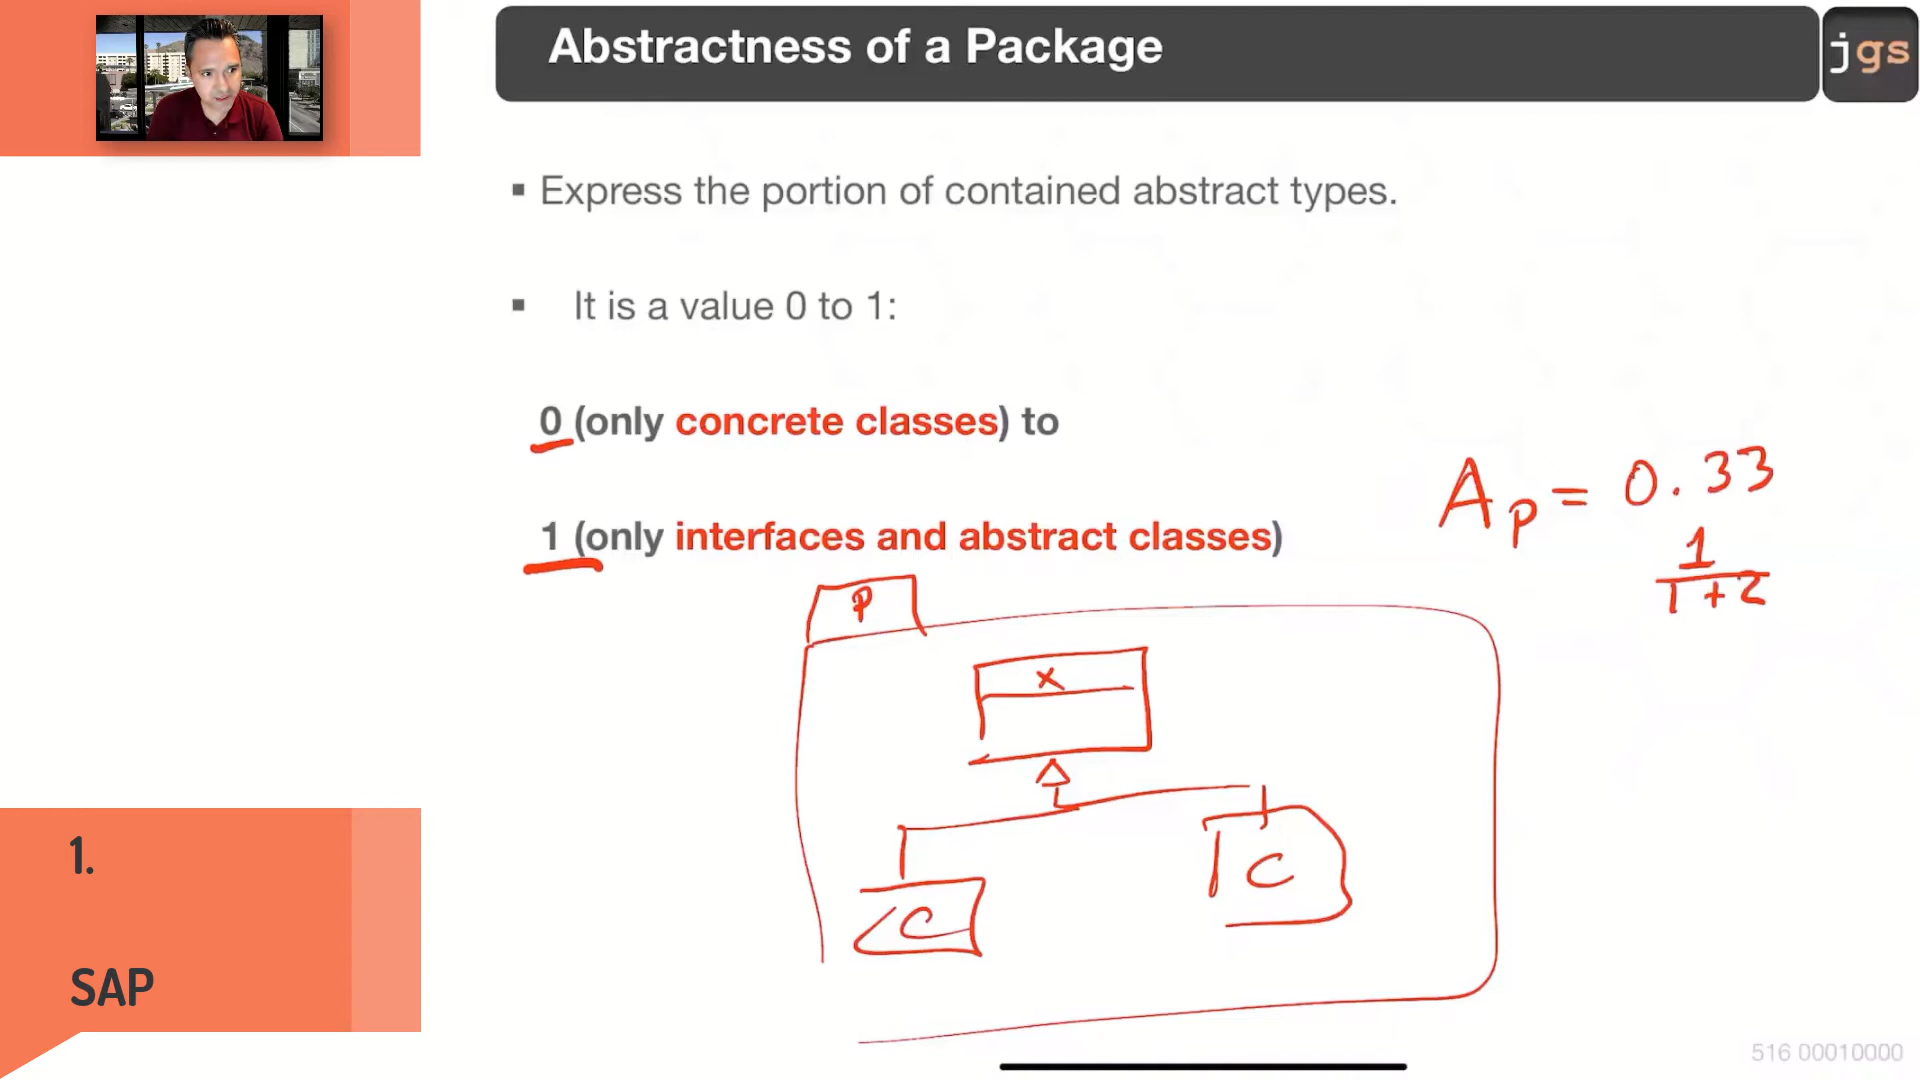 Abstractness of a Package
jgs
▪ Express the portion of contained abstract types.
▪ It is a value 0 to 1:
0 (only concrete classes) to
1 (only interfaces and abstract classes)
Ap = 0.33
1
1+2
P
X
C
C
1.
SAP
516 00010000